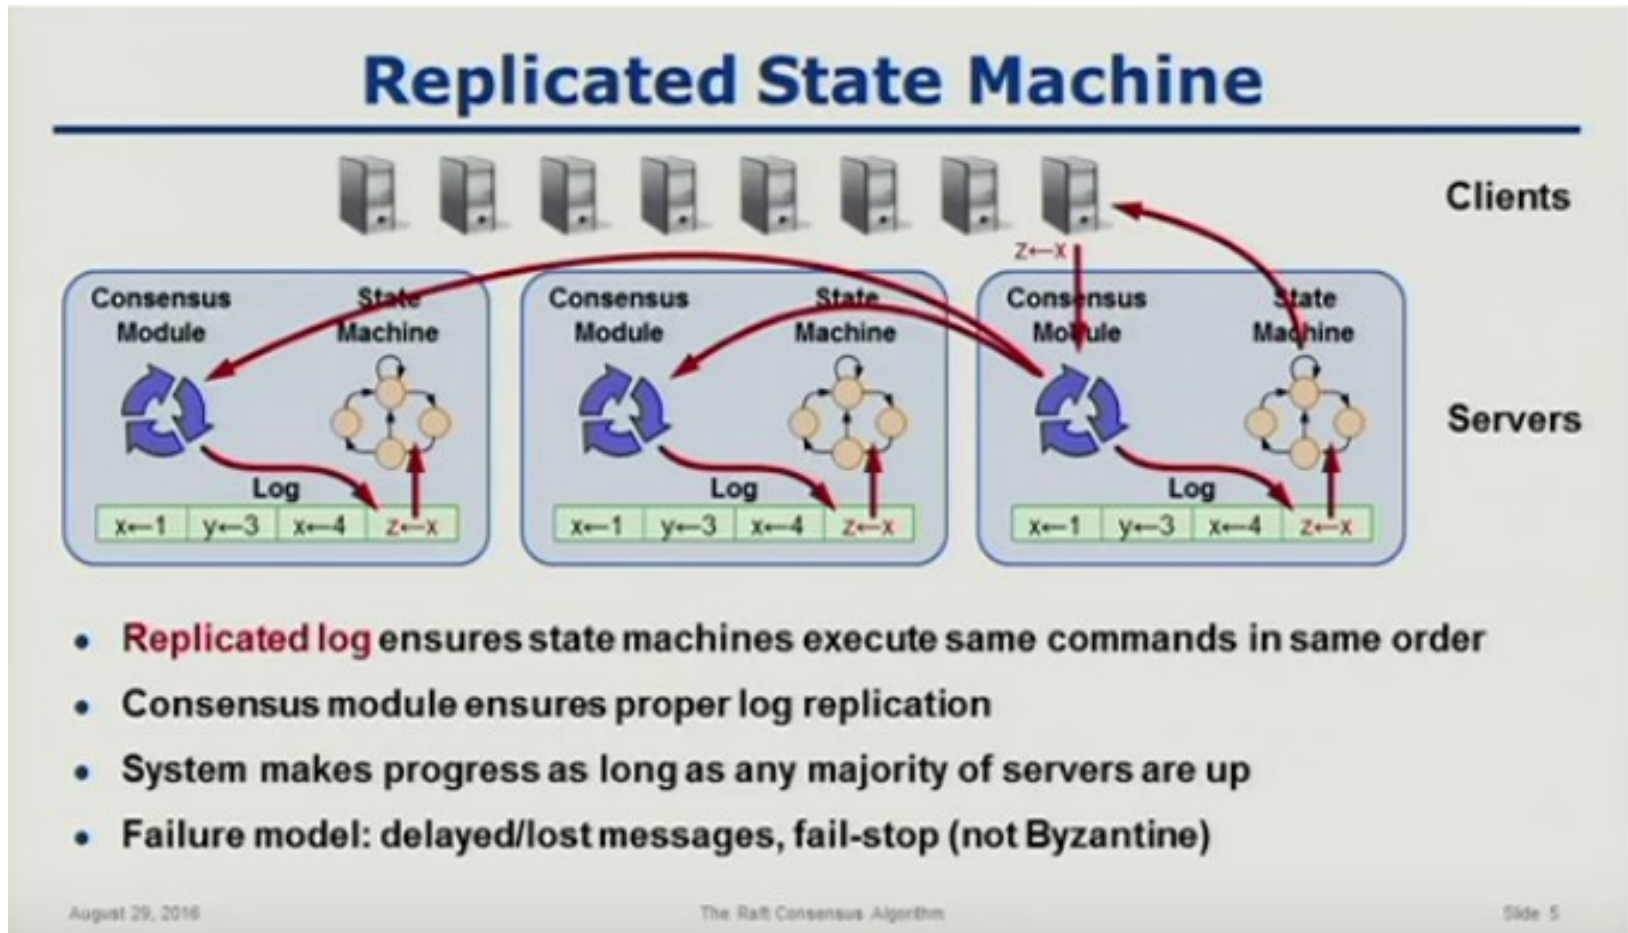 Replicated State Machine
Clients
z←x
Consensus Module
State Machine
Consensus Module
State Machine
Consensus Module
State Machine
Servers
Log
x←1 y←3 x←4 z←x
Log
x←1 y←3 x←4 z←x
Log
x←1 y←3 x←4 z←x
• Replicated log ensures state machines execute same commands in same order
• Consensus module ensures proper log replication
• System makes progress as long as any majority of servers are up
• Failure model: delayed/lost messages, fail-stop (not Byzantine)
August 29, 2016
The Raft Consensus Algorithm
Slide 5